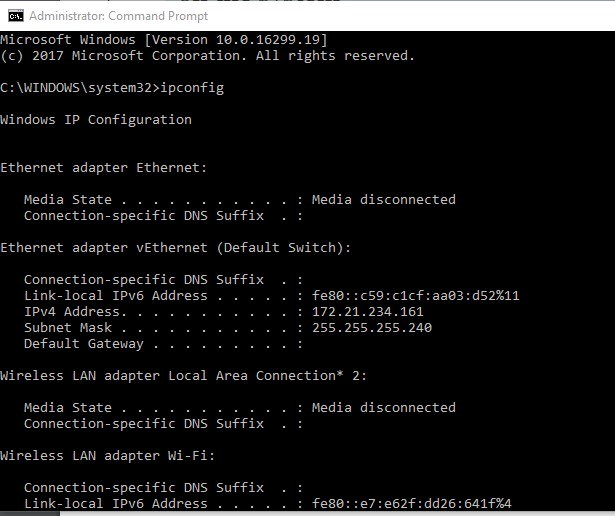 Administrator: Command Prompt
Microsoft Windows [Version 10.0.16299.19]
(c) 2017 Microsoft Corporation. All rights reserved.
C:\WINDOWS\system32>ipconfig
Windows IP Configuration
Ethernet adapter Ethernet:
   Media State . . . . . . . . . . . : Media disconnected
   Connection-specific DNS Suffix  . :
Ethernet adapter vEthernet (Default Switch):
   Connection-specific DNS Suffix  . :
   Link-local IPv6 Address . . . . . : fe80::c59:c1cf:aa03:d52%11
   IPv4 Address. . . . . . . . . . . : 172.21.234.161
   Subnet Mask . . . . . . . . . . . : 255.255.255.240
   Default Gateway . . . . . . . . . :
Wireless LAN adapter Local Area Connection* 2:
   Media State . . . . . . . . . . . : Media disconnected
   Connection-specific DNS Suffix  . :
Wireless LAN adapter Wi-Fi:
   Connection-specific DNS Suffix  . :
   Link-local IPv6 Address . . . . . : fe80::e7:e62f:dd26:641f%4